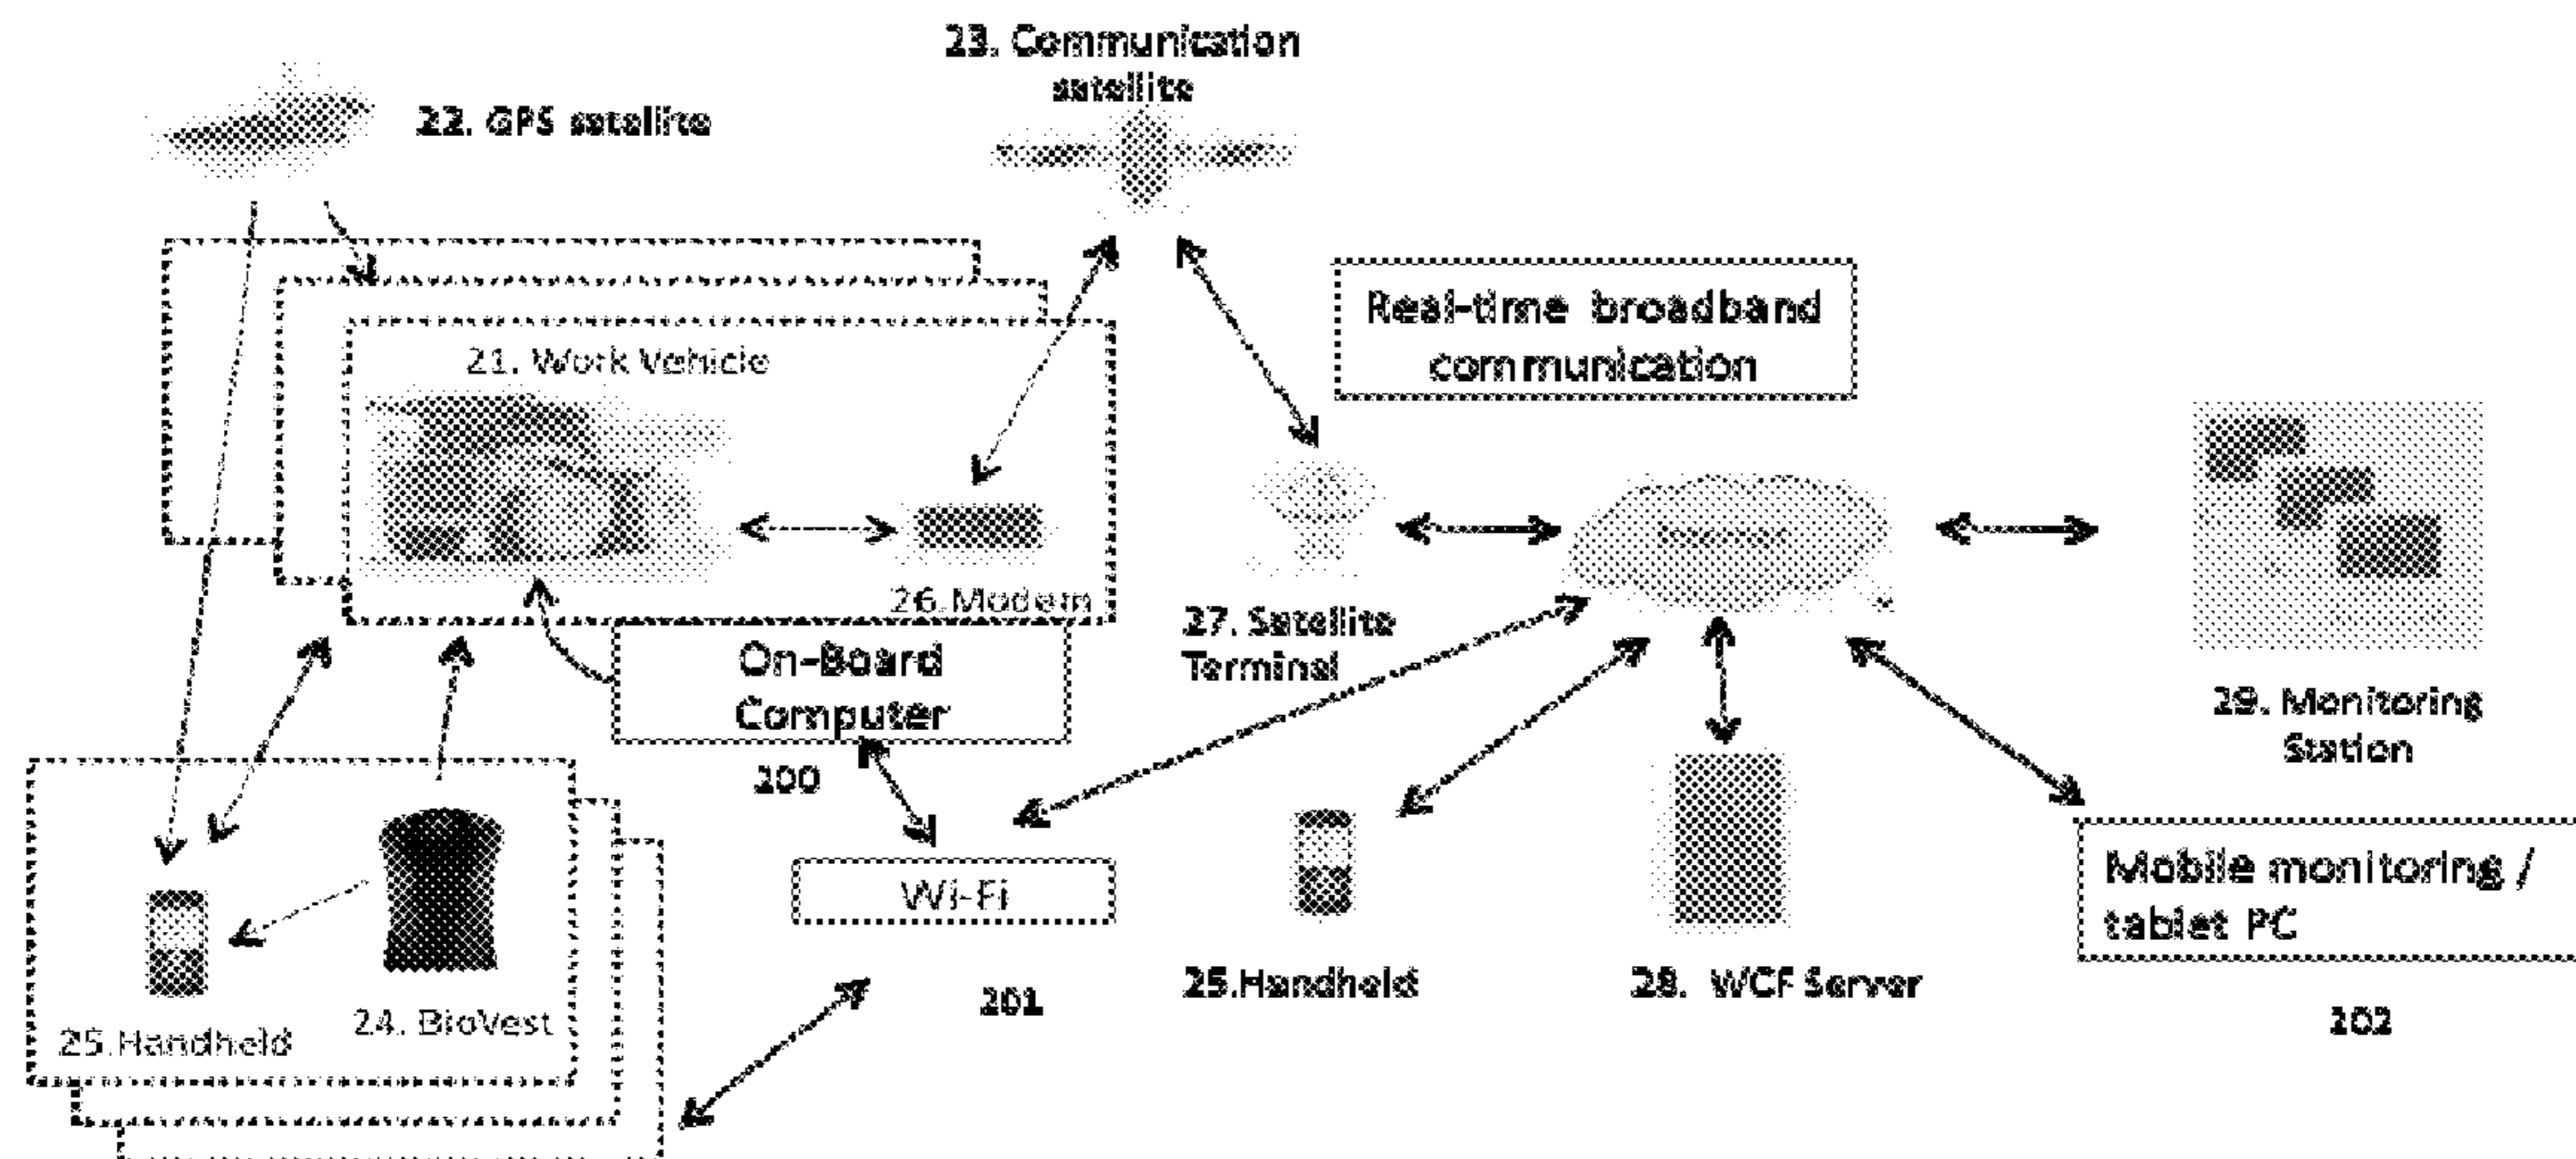 23. Communication
satellite
22. GPS satellite
Real-time broadband
communication
21. Work Vehicle
26.Modem
27. Satellite
Terminal
On-Board
Computer
200
29. Monitoring
Station
Wi-Fi
201
25.Handheld
28. WCF Server
Mobile monitoring /
tablet PC
202
25.Handheld
24. BioVest